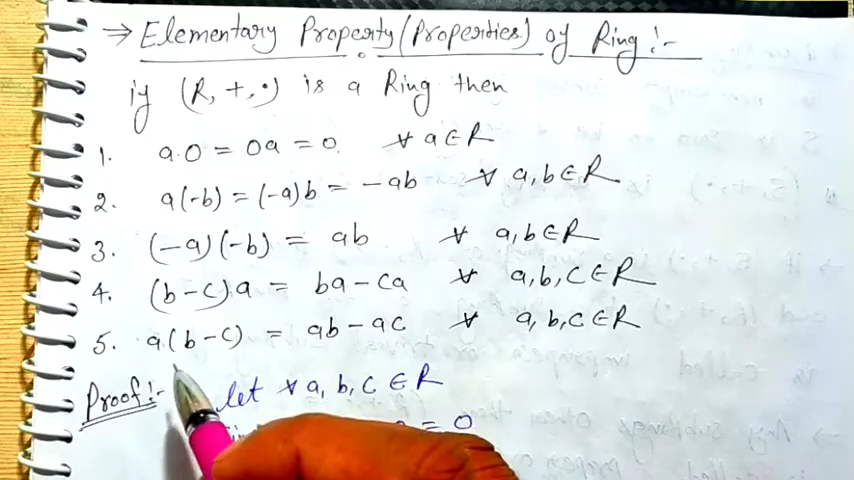 ⇒ Elementary Property (Properties) of Ring :-
if (R, +, ·) is a Ring then
1. a.0 = 0a = 0. ∀ a ∈ R
2. a(-b) = (-a)b = -ab ∀ a, b ∈ R
3. (-a)(-b) = ab ∀ a, b ∈ R
4. (b-c)a = ba - ca ∀ a, b, c ∈ R
5. a(b-c) = ab - ac ∀ a, b, c ∈ R
Proof :- let ∀ a, b, c ∈ R
= 0